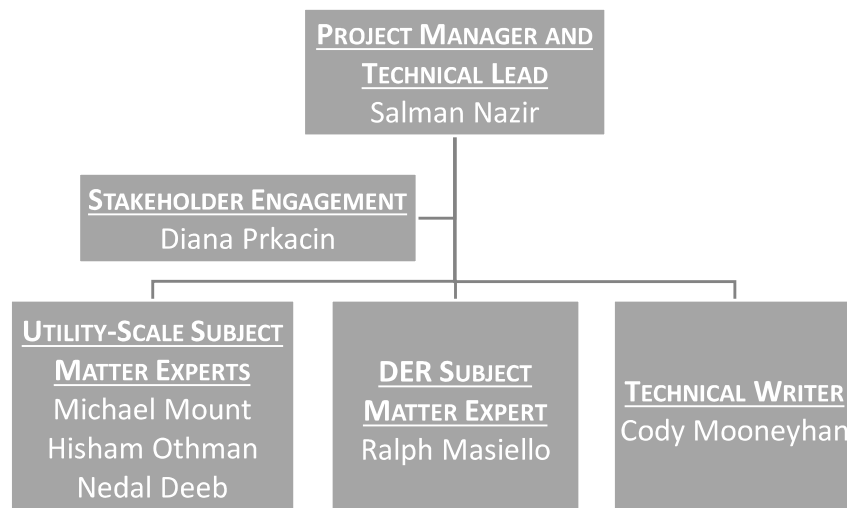 PROJECT MANAGER AND
TECHNICAL LEAD
Salman Nazir
STAKEHOLDER ENGAGEMENT
Diana Prkacin
UTILITY-SCALE SUBJECT
MATTER EXPERTS
Michael Mount
Hisham Othman
Nedal Deeb
DER SUBJECT
MATTER EXPERT
Ralph Masiello
TECHNICAL WRITER
Cody Mooneyhan